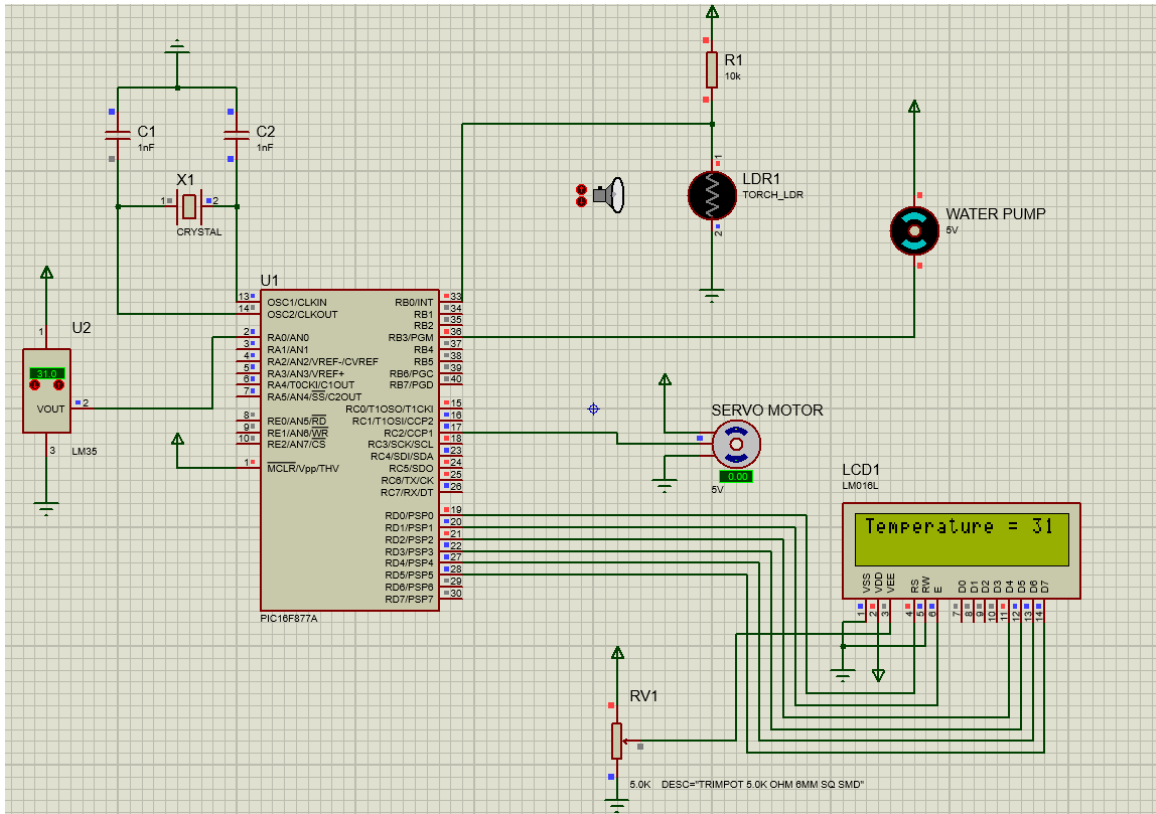 C1
1nF
C2
1nF
X1
1
2
CRYSTAL
R1
10k
1
LDR1
TORCH_LDR
2
WATER PUMP
5V
U2
1
31.0
VOUT
2
3
LM35
U1
13
OSC1/CLKIN
14
OSC2/CLKOUT
2
RA0/AN0
3
RA1/AN1
4
RA2/AN2/VREF-/CVREF
5
RA3/AN3/VREF+
6
RA4/T0CKI/C1OUT
7
RA5/AN4/SS/C2OUT
8
RE0/AN5/RD
9
RE1/AN6/WR
10
RE2/AN7/CS
1
MCLR/Vpp/THV
RB0/INT
33
RB1
34
RB2
35
RB3/PGM
36
RB4
37
RB5
38
RB6/PGC
39
RB7/PGD
40
RC0/T1OSO/T1CKI
15
RC1/T1OSI/CCP2
16
RC2/CCP1
17
RC3/SCK/SCL
18
RC4/SDI/SDA
23
RC5/SDO
24
RC6/TX/CK
25
RC7/RX/DT
26
RD0/PSP0
19
RD1/PSP1
20
RD2/PSP2
21
RD3/PSP3
22
RD4/PSP4
27
RD5/PSP5
28
RD6/PSP6
29
RD7/PSP7
30
PIC16F877A
SERVO MOTOR
0.00
5V
LCD1
LM016L
Temperature = 31
VSS
VDD
VEE
RS
RW
E
D0
D1
D2
D3
D4
D5
D6
D7
1
2
3
4
5
6
7
8
9
10
11
12
13
14
RV1
5.0K DESC="TRIMPOT 5.0K OHM 6MM SQ SMD"